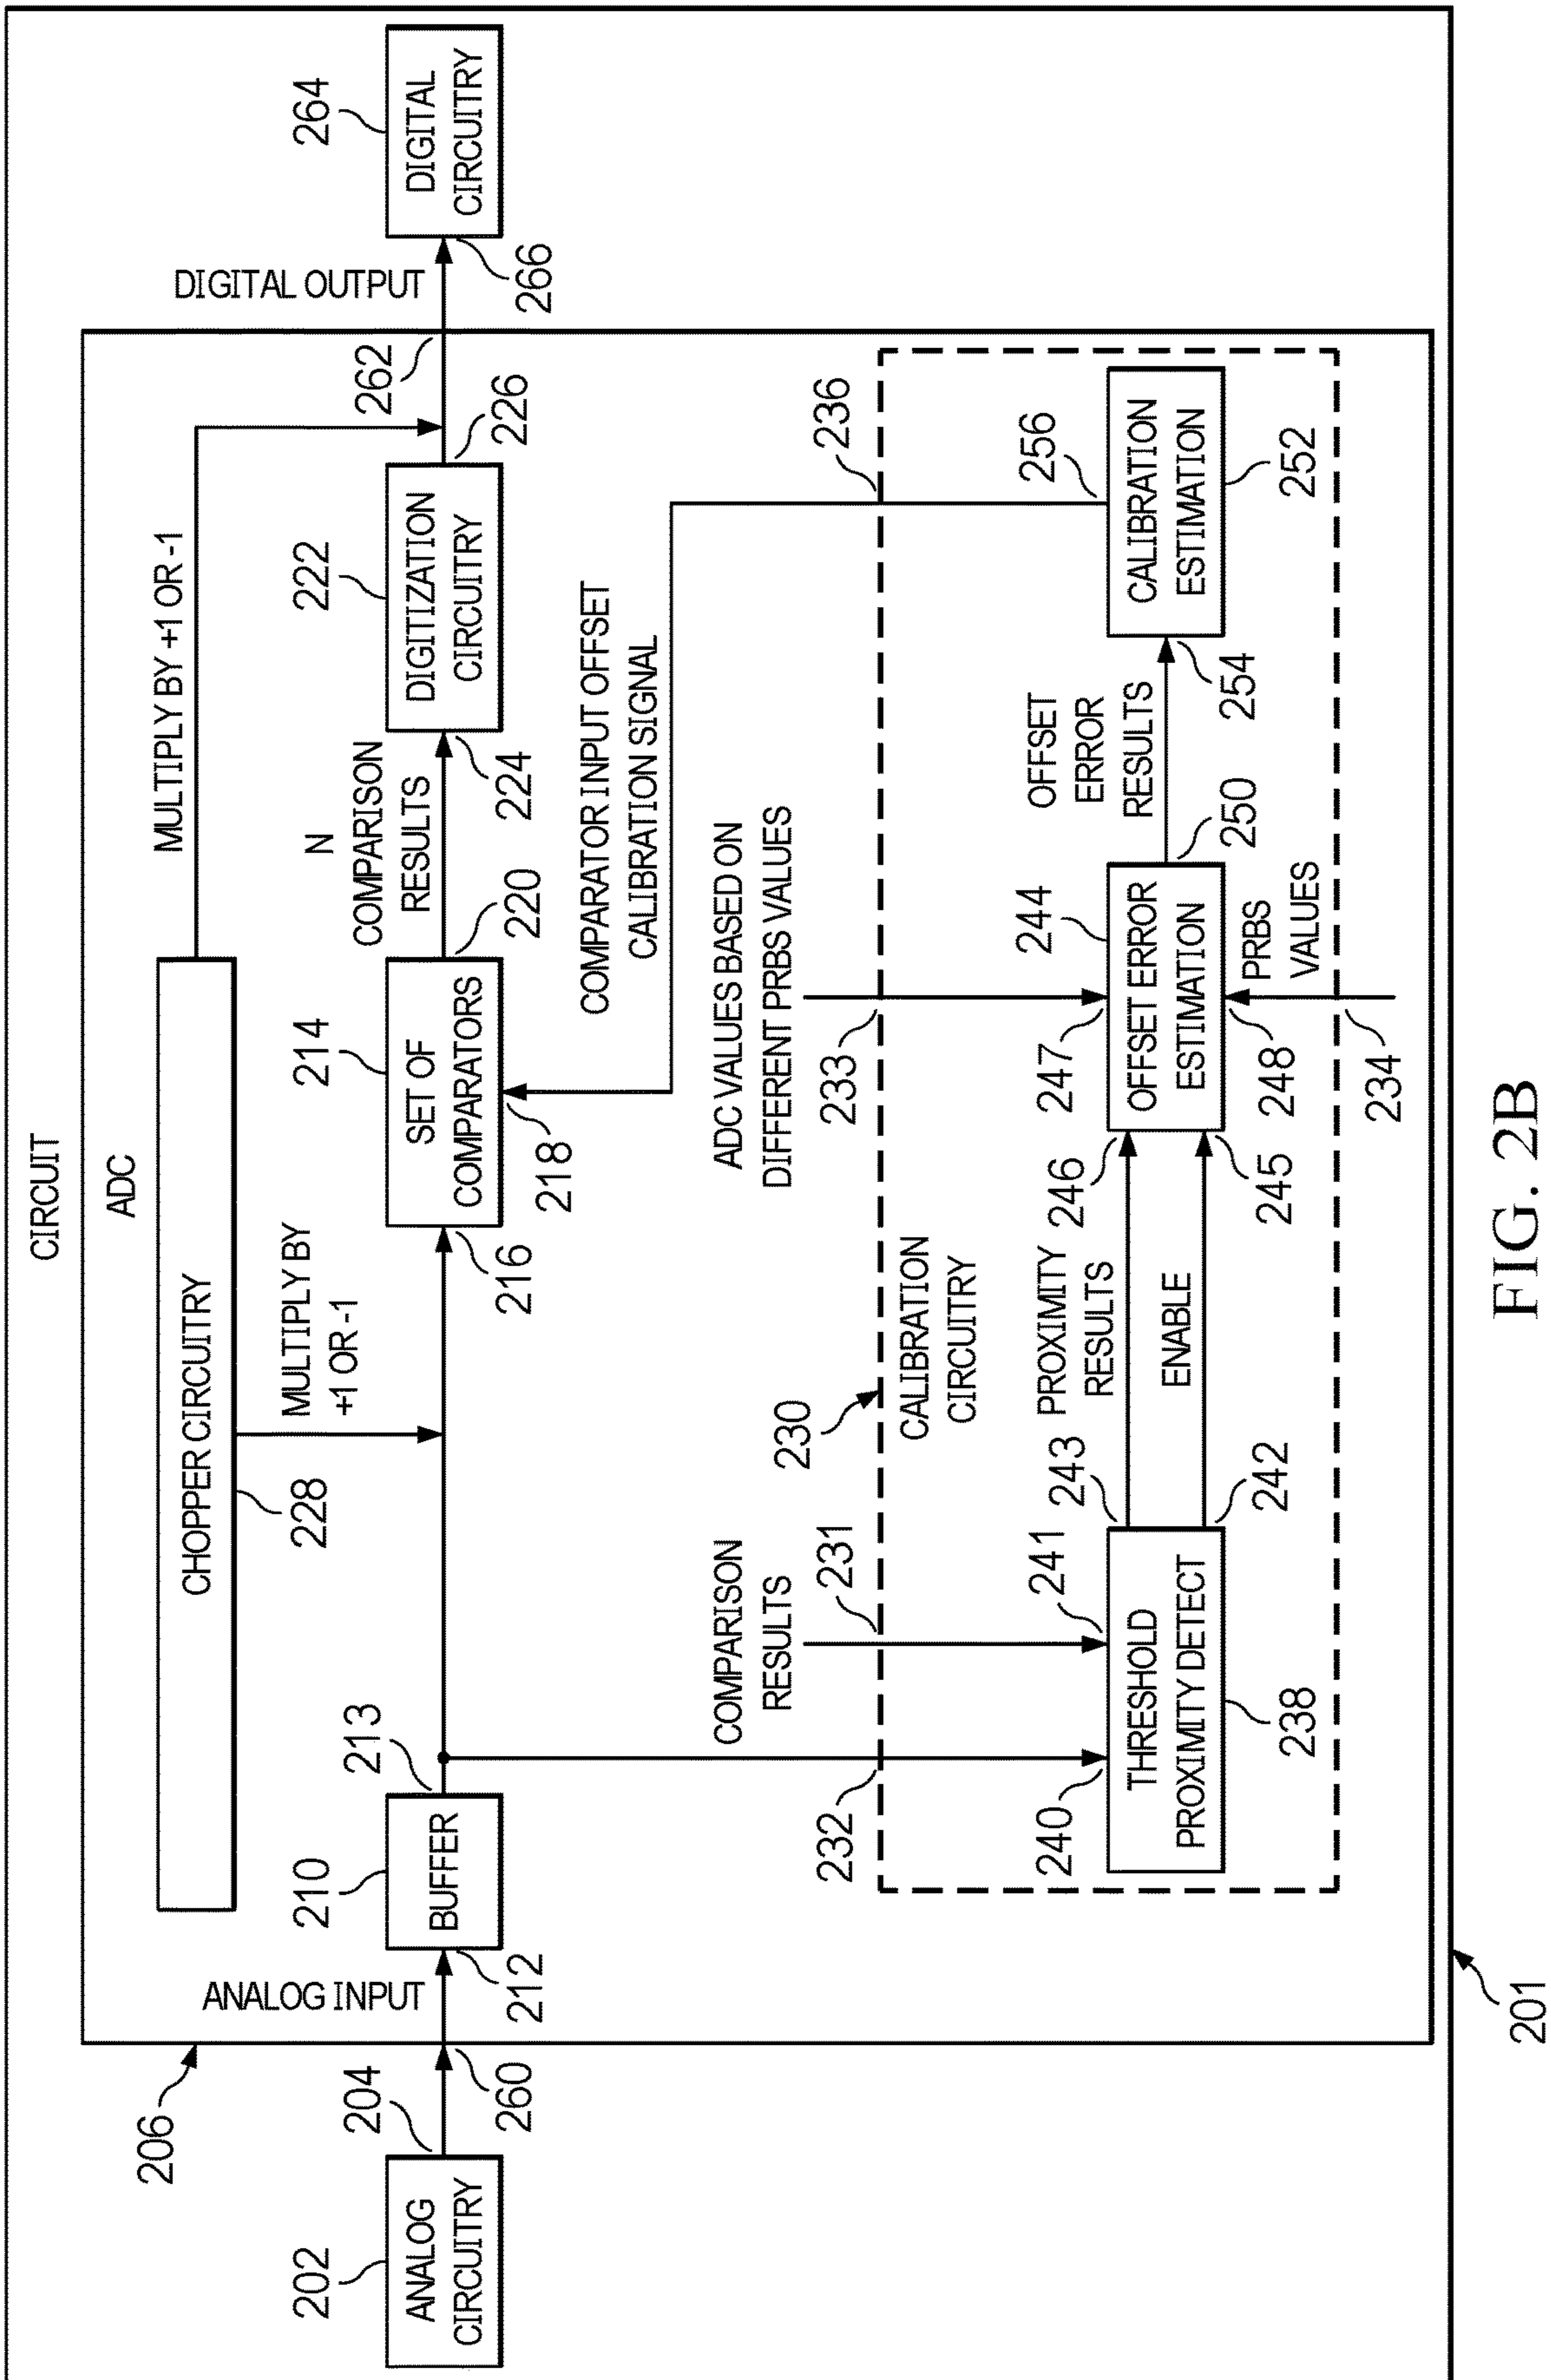 CIRCUIT
ADC
206
CHOPPER CIRCUITRY
228
MULTIPLY BY
+1 OR -1
MULTIPLY BY +1 OR -1
202
ANALOG
CIRCUITRY
204
260
ANALOG INPUT
212
210
BUFFER
213
216
214
SET OF
COMPARATORS
218
220
N
COMPARISON
RESULTS
224
222
DIGITIZATION
CIRCUITRY
226
262
DIGITAL OUTPUT
266
264
DIGITAL
CIRCUITRY
COMPARATOR INPUT OFFSET
CALIBRATION SIGNAL
232
COMPARISON
RESULTS
231
230
CALIBRATION
CIRCUITRY
ADC VALUES BASED ON
DIFFERENT PRBS VALUES
233
236
240
241
THRESHOLD
PROXIMITY DETECT
238
243
242
PROXIMITY
RESULTS
ENABLE
246
245
247
244
OFFSET ERROR
ESTIMATION
248
PRBS
VALUES
234
250
OFFSET
ERROR
RESULTS
254
256
CALIBRATION
ESTIMATION
252
201
FIG. 2B